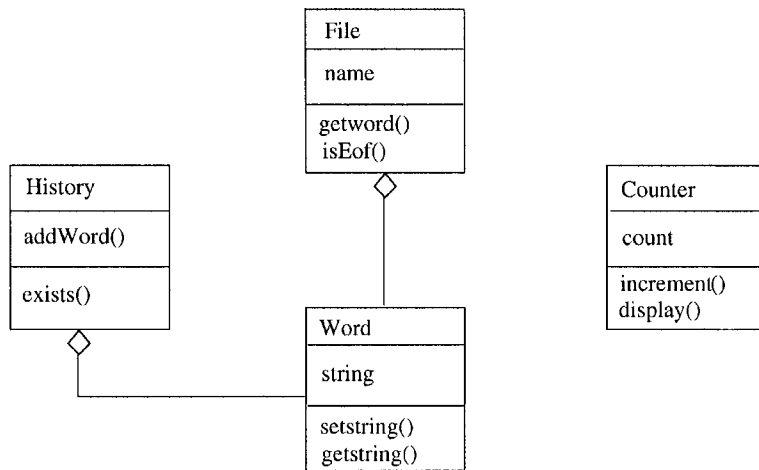 File
name
getword()
isEof()
History
addWord()
exists()
Counter
count
increment()
display()
Word
string
setstring()
getstring()